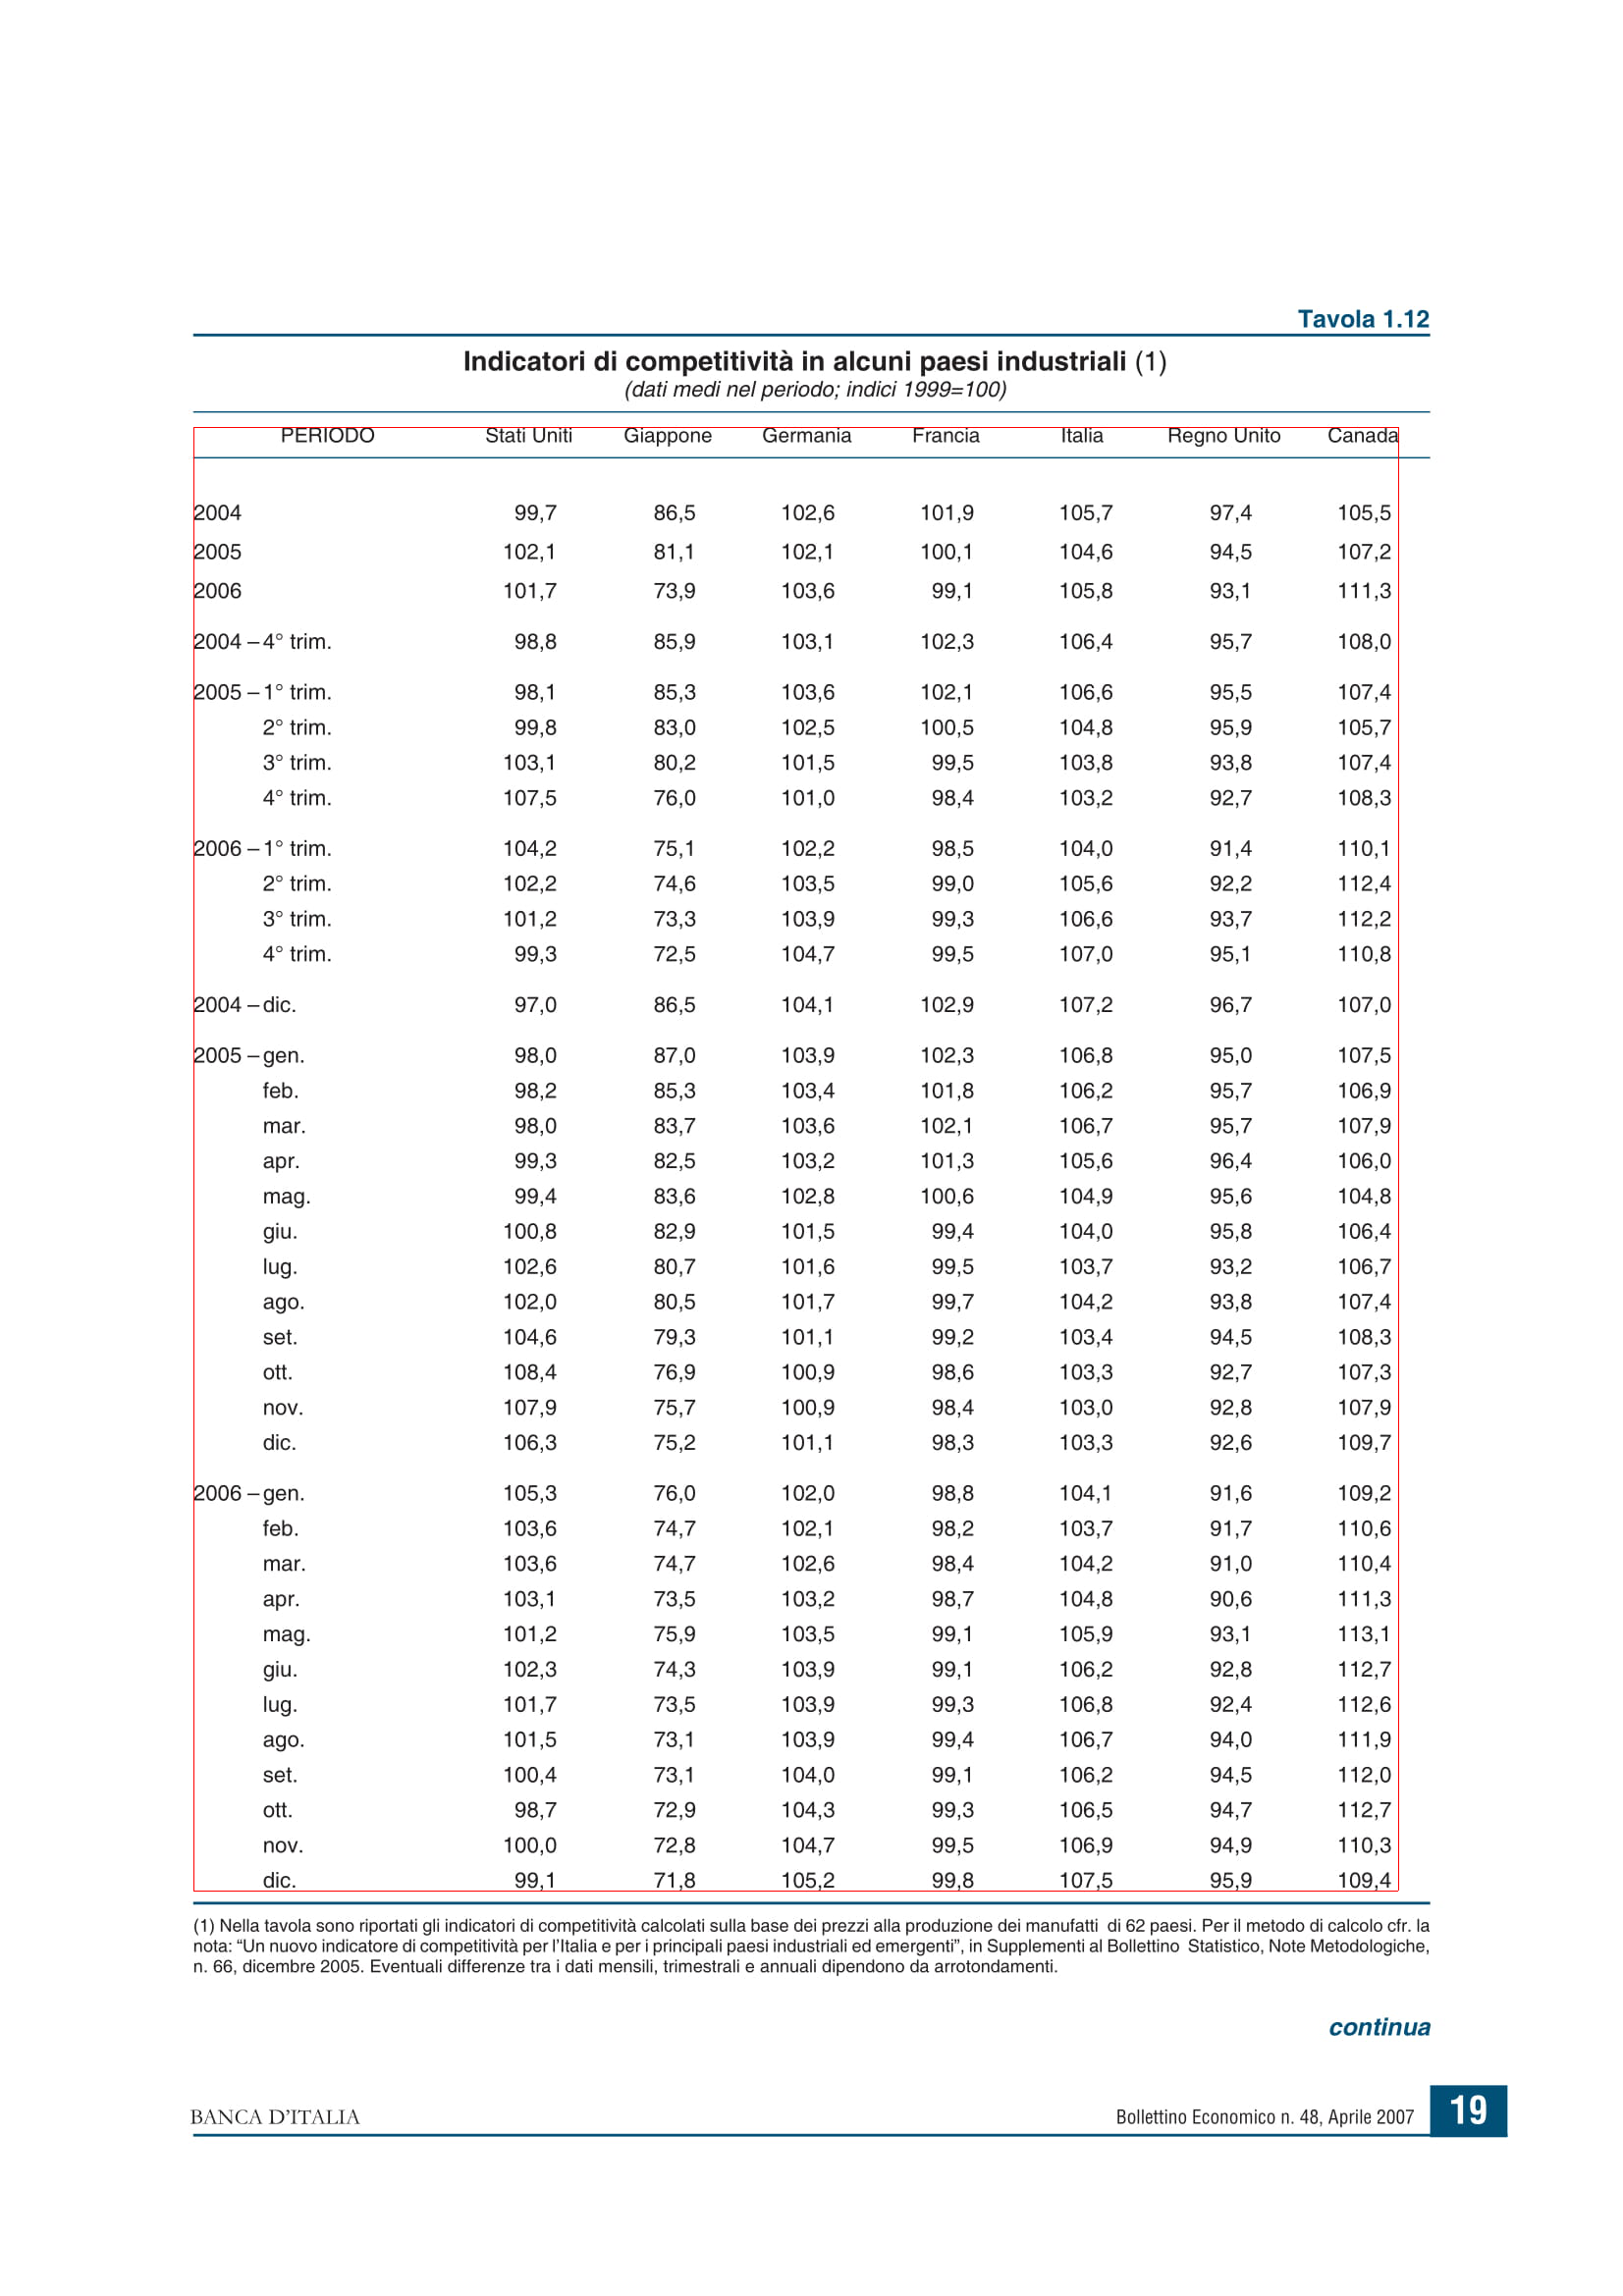 Tavola 1.12
Indicatori di competitività in alcuni paesi industriali (1)
(dati medi nel periodo; indici 1999=100)
PERIODO Stati Uniti Giappone Germania Francia Italia Regno Unito Canada
2004 99,7 86,5 102,6 101,9 105,7 97,4 105,5
2005 102,1 81,1 102,1 100,1 104,6 94,5 107,2
2006 101,7 73,9 103,6 99,1 105,8 93,1 111,3
2004 – 4° trim. 98,8 85,9 103,1 102,3 106,4 95,7 108,0
2005 – 1° trim. 98,1 85,3 103,6 102,1 106,6 95,5 107,4
2° trim. 99,8 83,0 102,5 100,5 104,8 95,9 105,7
3° trim. 103,1 80,2 101,5 99,5 103,8 93,8 107,4
4° trim. 107,5 76,0 101,0 98,4 103,2 92,7 108,3
2006 – 1° trim. 104,2 75,1 102,2 98,5 104,0 91,4 110,1
2° trim. 102,2 74,6 103,5 99,0 105,6 92,2 112,4
3° trim. 101,2 73,3 103,9 99,3 106,6 93,7 112,2
4° trim. 99,3 72,5 104,7 99,5 107,0 95,1 110,8
2004 – dic. 97,0 86,5 104,1 102,9 107,2 96,7 107,0
2005 – gen. 98,0 87,0 103,9 102,3 106,8 95,0 107,5
feb. 98,2 85,3 103,4 101,8 106,2 95,7 106,9
mar. 98,0 83,7 103,6 102,1 106,7 95,7 107,9
apr. 99,3 82,5 103,2 101,3 105,6 96,4 106,0
mag. 99,4 83,6 102,8 100,6 104,9 95,6 104,8
giu. 100,8 82,9 101,5 99,4 104,0 95,8 106,4
lug. 102,6 80,7 101,6 99,5 103,7 93,2 106,7
ago. 102,0 80,5 101,7 99,7 104,2 93,8 107,4
set. 104,6 79,3 101,1 99,2 103,4 94,5 108,3
ott. 108,4 76,9 100,9 98,6 103,3 92,7 107,3
nov. 107,9 75,7 100,9 98,4 103,0 92,8 107,9
dic. 106,3 75,2 101,1 98,3 103,3 92,6 109,7
2006 – gen. 105,3 76,0 102,0 98,8 104,1 91,6 109,2
feb. 103,6 74,7 102,1 98,2 103,7 91,7 110,6
mar. 103,6 74,7 102,6 98,4 104,2 91,0 110,4
apr. 103,1 73,5 103,2 98,7 104,8 90,6 111,3
mag. 101,2 75,9 103,5 99,1 105,9 93,1 113,1
giu. 102,3 74,3 103,9 99,1 106,2 92,8 112,7
lug. 101,7 73,5 103,9 99,3 106,8 92,4 112,6
ago. 101,5 73,1 103,9 99,4 106,7 94,0 111,9
set. 100,4 73,1 104,0 99,1 106,2 94,5 112,0
ott. 98,7 72,9 104,3 99,3 106,5 94,7 112,7
nov. 100,0 72,8 104,7 99,5 106,9 94,9 110,3
dic. 99,1 71,8 105,2 99,8 107,5 95,9 109,4
(1) Nella tavola sono riportati gli indicatori di competitività calcolati sulla base dei prezzi alla produzione dei manufatti di 62 paesi. Per il metodo di calcolo cfr. la
nota: “Un nuovo indicatore di competitività per l’Italia e per i principali paesi industriali ed emergenti”, in Supplementi al Bollettino Statistico, Note Metodologiche,
n. 66, dicembre 2005. Eventuali differenze tra i dati mensili, trimestrali e annuali dipendono da arrotondamenti.
continua
BANCA D’ITALIA Bollettino Economico n. 48, Aprile 2007 19